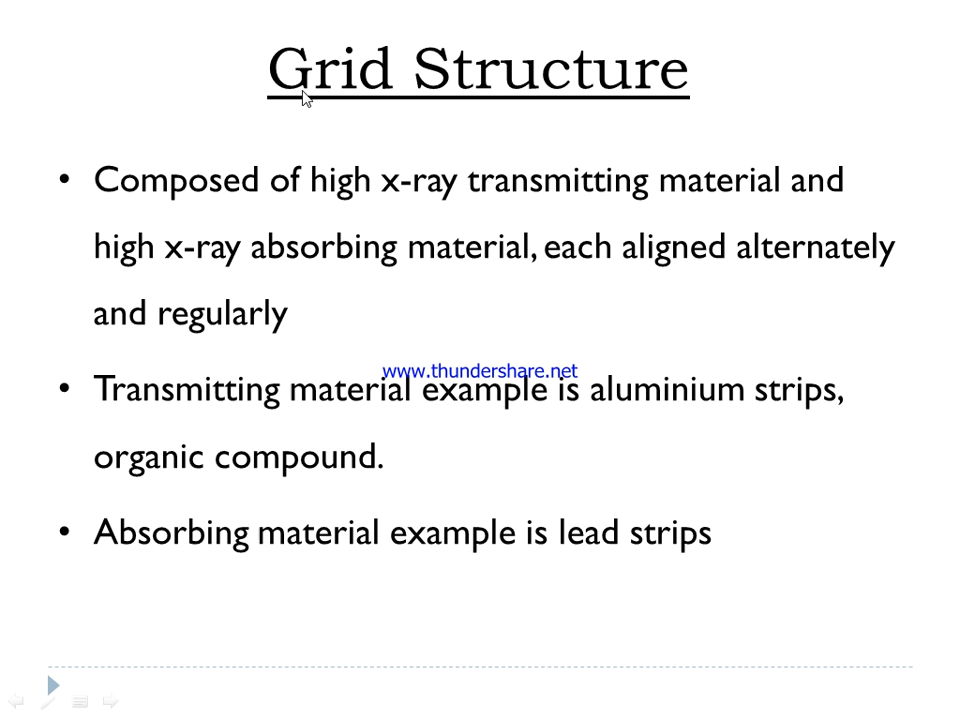 Grid Structure
• Composed of high x-ray transmitting material and
high x-ray absorbing material, each aligned alternately
and regularly
www.thundershare.net
• Transmitting material example is aluminium strips,
organic compound.
• Absorbing material example is lead strips